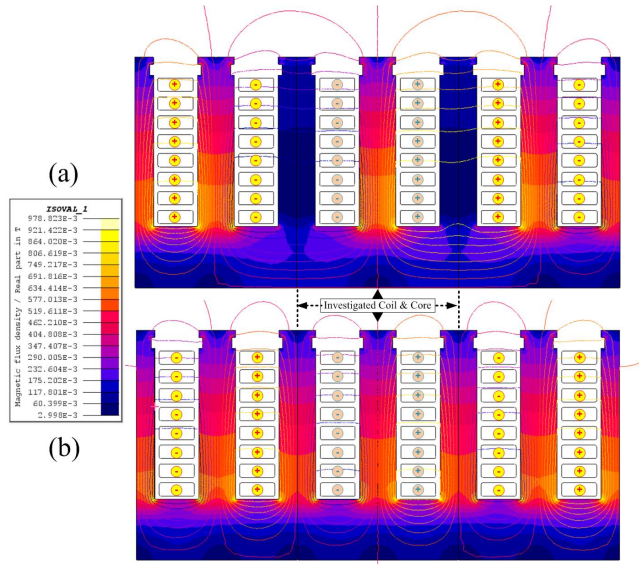 (a)
ISOVAL_1
Magnetic flux density / Real part in T
978.823E-3
921.422E-3
864.020E-3
806.619E-3
749.217E-3
691.816E-3
634.414E-3
577.013E-3
519.611E-3
462.210E-3
404.808E-3
347.407E-3
290.005E-3
232.604E-3
175.202E-3
117.801E-3
60.399E-3
2.998E-3
(b)
Investigated Coil & Core
+ - - + + -
+ - - + + -
+ - - + + -
+ - - + + -
+ - - + + -
+ - - + + -
+ - - + + -
+ - - + + -
- + - + - +
- + - + - +
- + - + - +
- + - + - +
- + - + - +
- + - + - +
- + - + - +
- + - + - +